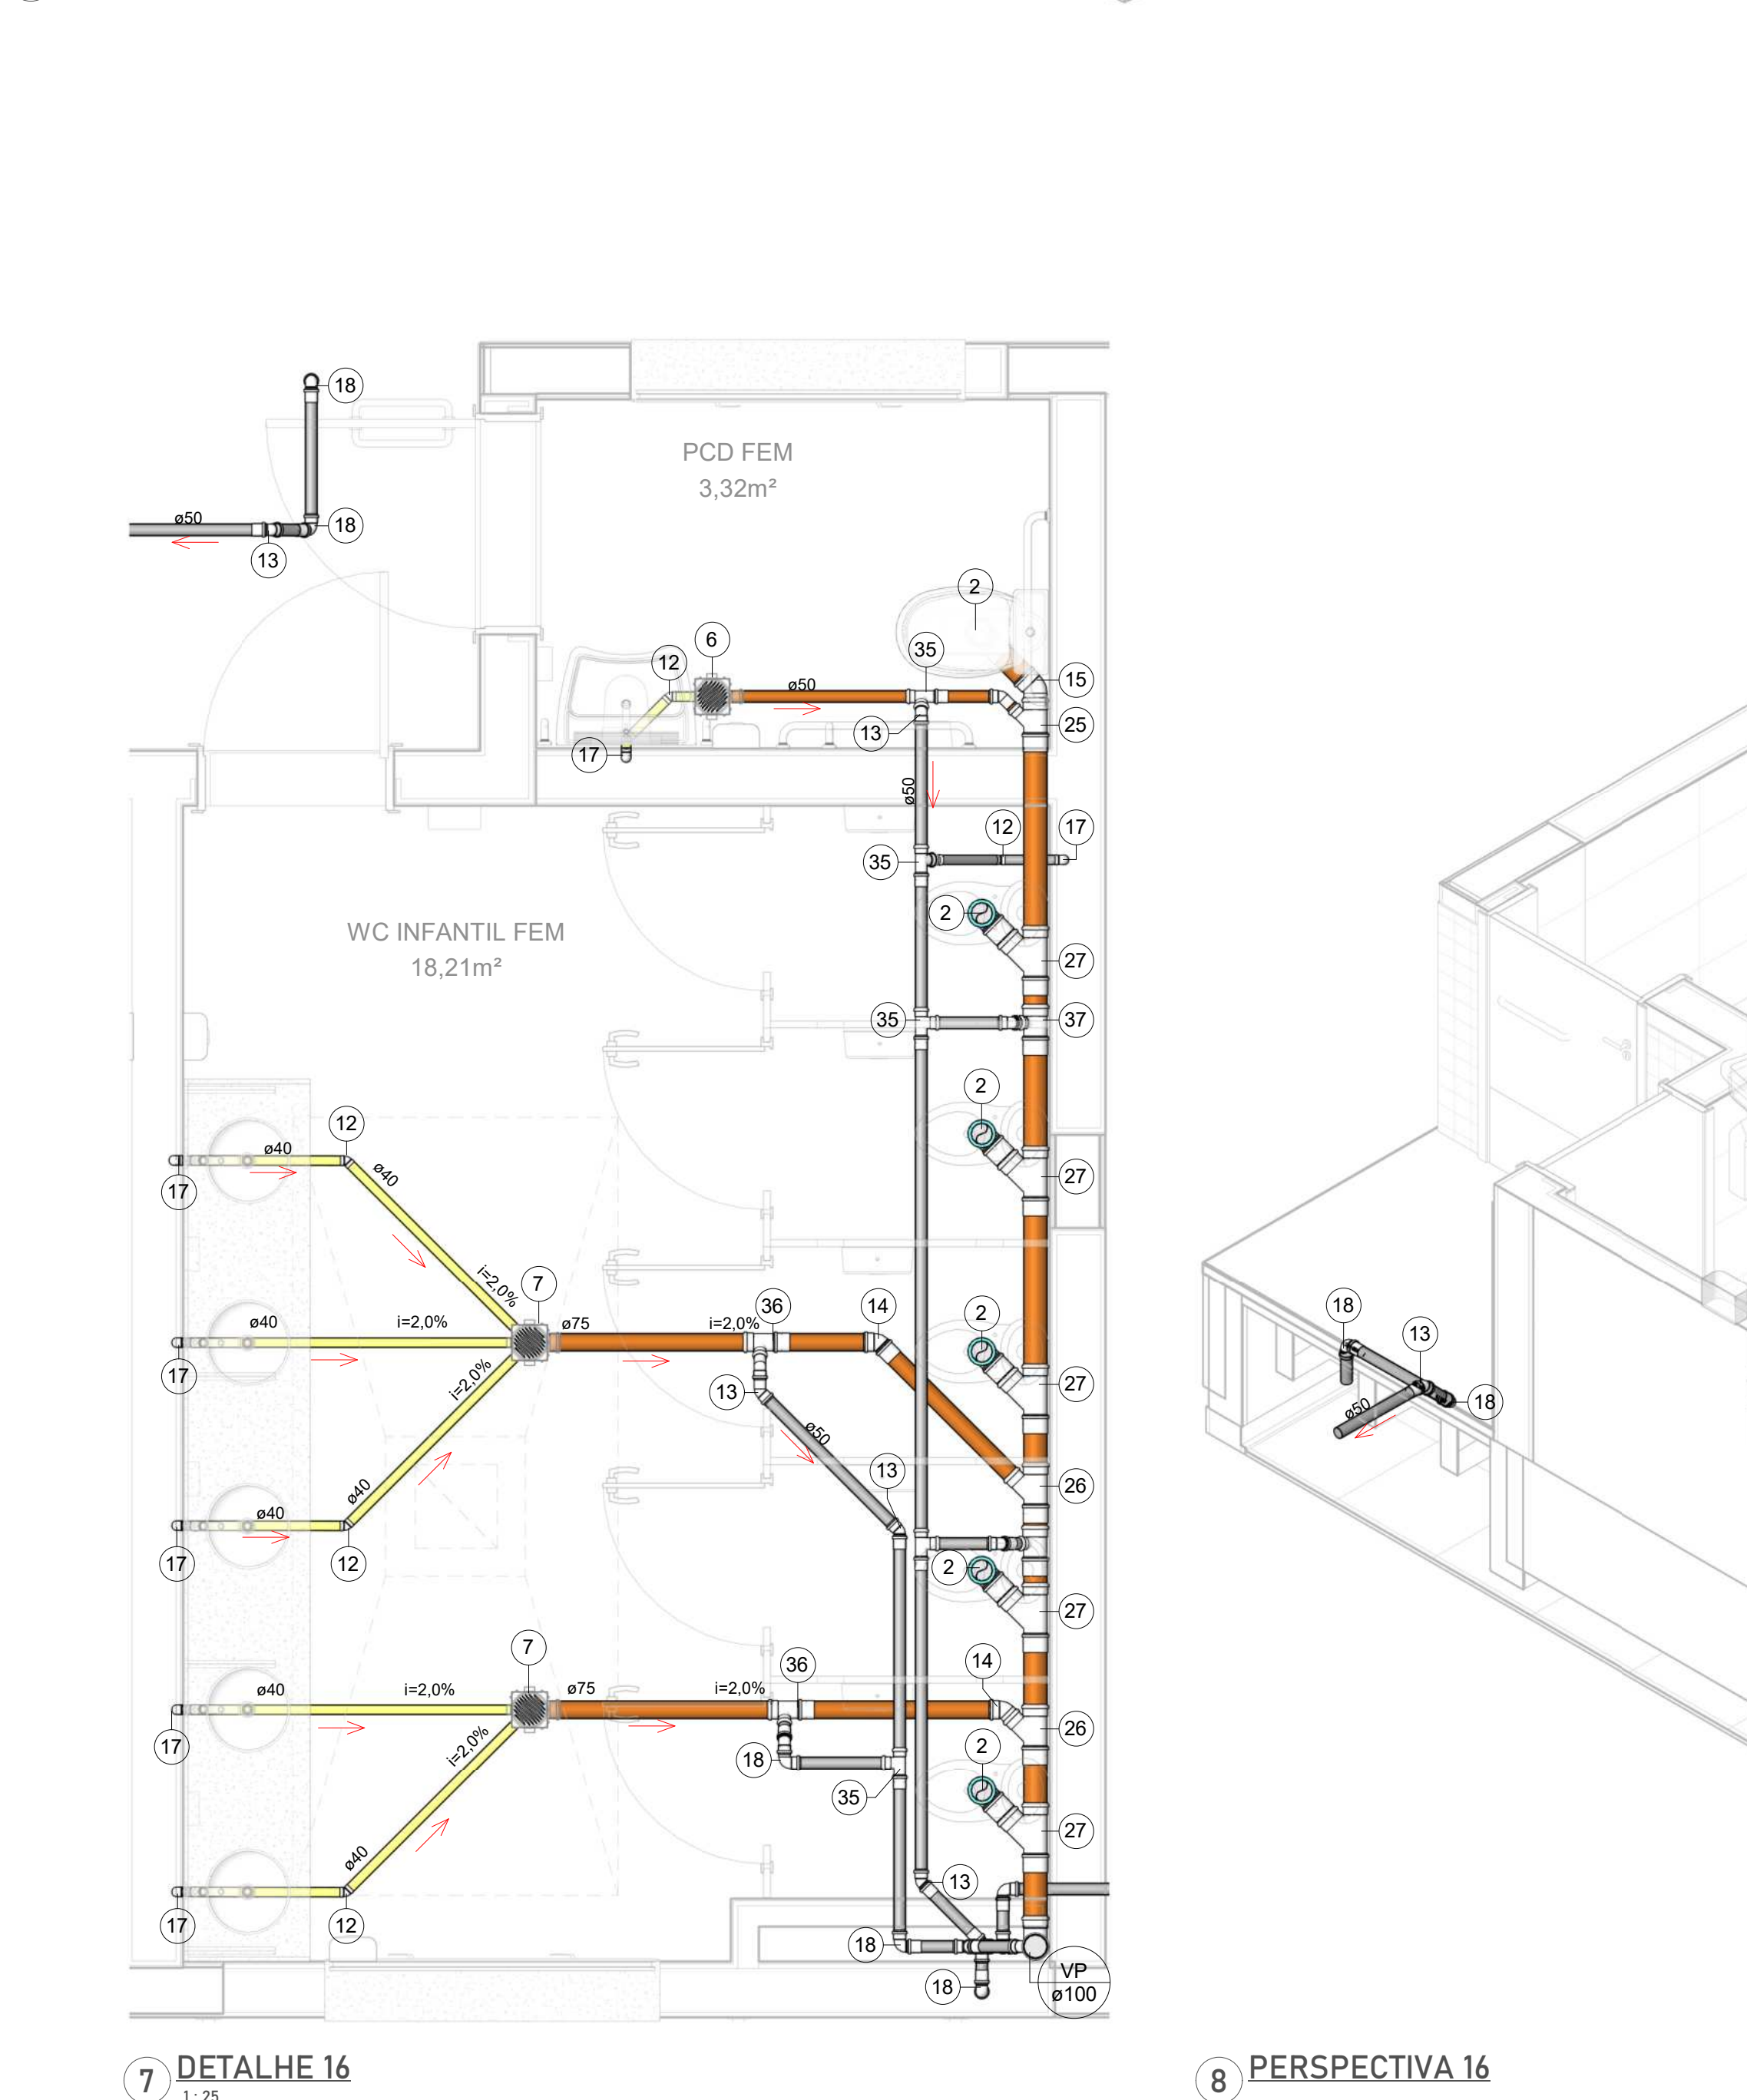 18
ø50
18
13
PCD FEM
3,32m²
2
6
35
12
ø50
15
25
13
17
ø50
12
17
35
2
WC INFANTIL FEM
18,21m²
27
35
37
2
12
ø40
ø40
17
27
i=2,0%
7
ø40
i=2,0%
ø75
i=2,0%
36
14
2
17
i=2,0%
13
27
ø50
13
26
ø40
ø40
17
12
2
27
7
36
14
ø40
i=2,0%
ø75
i=2,0%
26
i=2,0%
17
18
2
35
27
ø40
17
12
13
18
18
VP
ø100
18
13
18
ø50
7
DETALHE 16
1 : 25
8
PERSPECTIVA 16